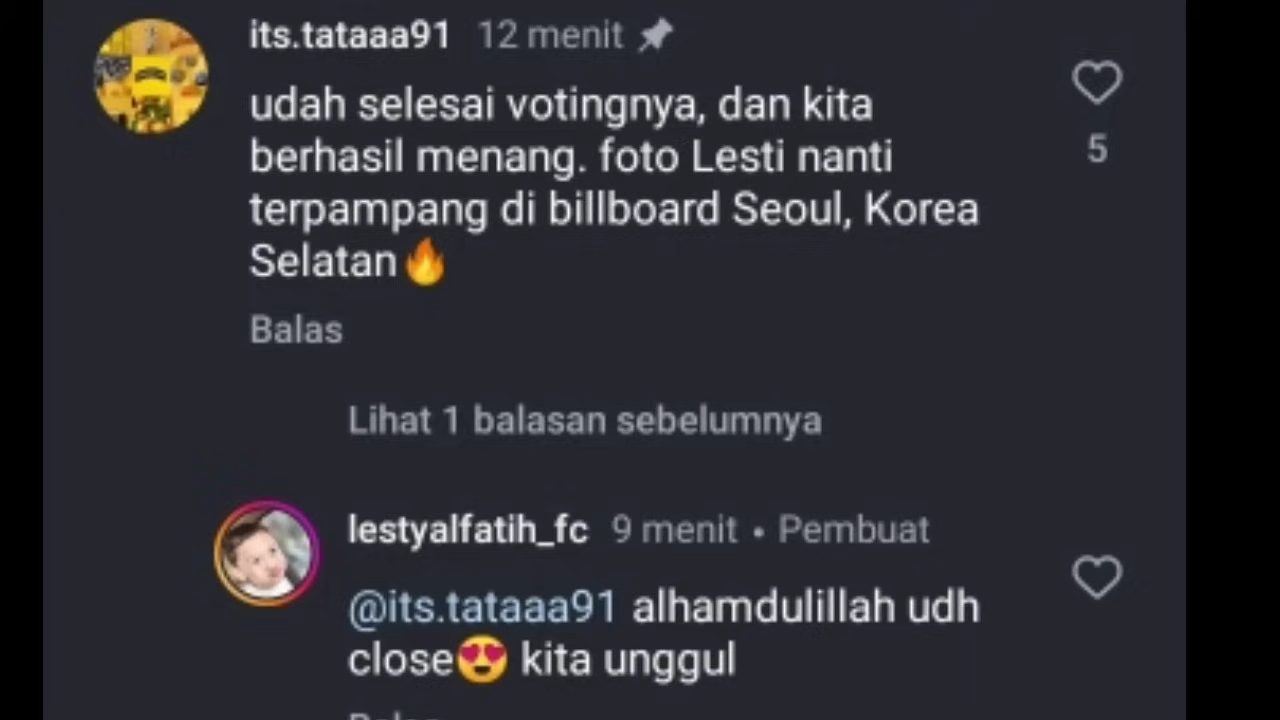 its.tataaa91 12 menit
udah selesai votingnya, dan kita
berhasil menang. foto Lesti nanti
terpampang di billboard Seoul, Korea
Selatan🔥
5
Balas
Lihat 1 balasan sebelumnya
lestyalfatih_fc 9 menit • Pembuat
@its.tataaa91 alhamdulillah udh
close😍 kita unggul
Balas